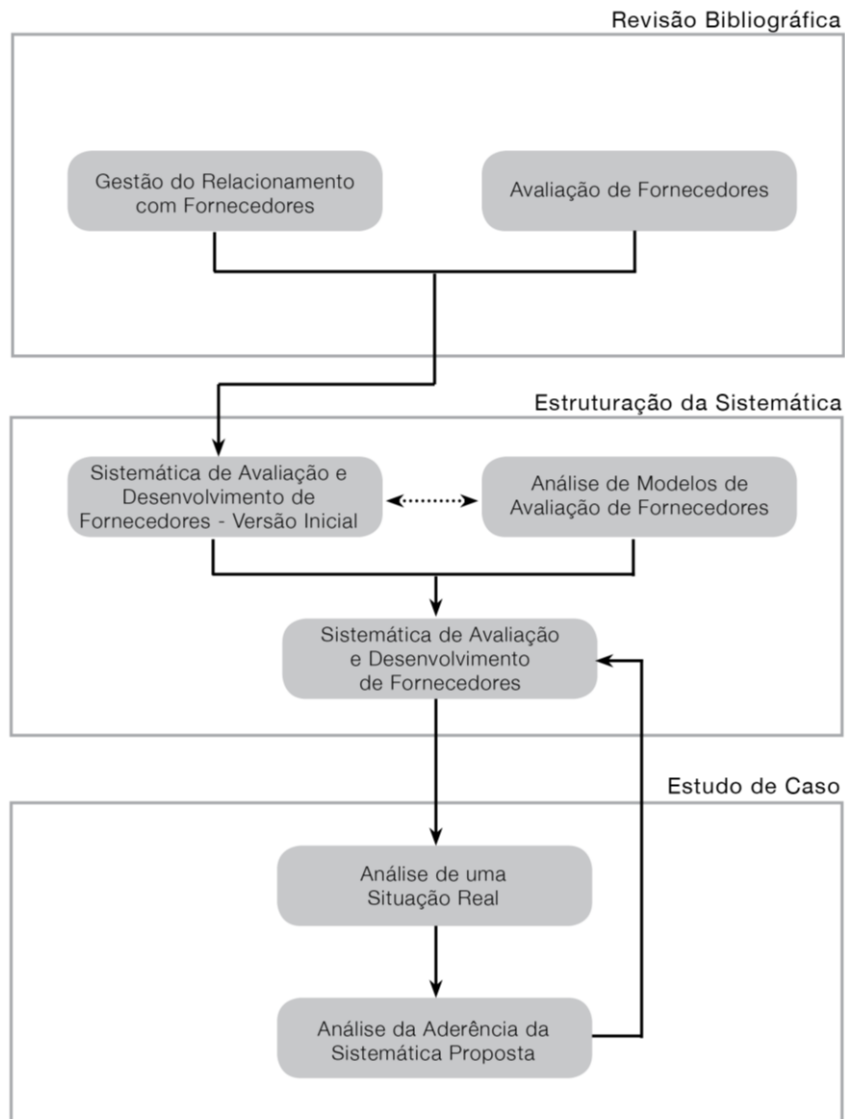 Revisão Bibliográfica
Gestão do Relacionamento
com Fornecedores
Avaliação de Fornecedores
Estruturação da Sistemática
Sistemática de Avaliação e
Desenvolvimento de
Fornecedores - Versão Inicial
Análise de Modelos de
Avaliação de Fornecedores
Sistemática de Avaliação
e Desenvolvimento
de Fornecedores
Estudo de Caso
Análise de uma
Situação Real
Análise da Aderência da
Sistemática Proposta